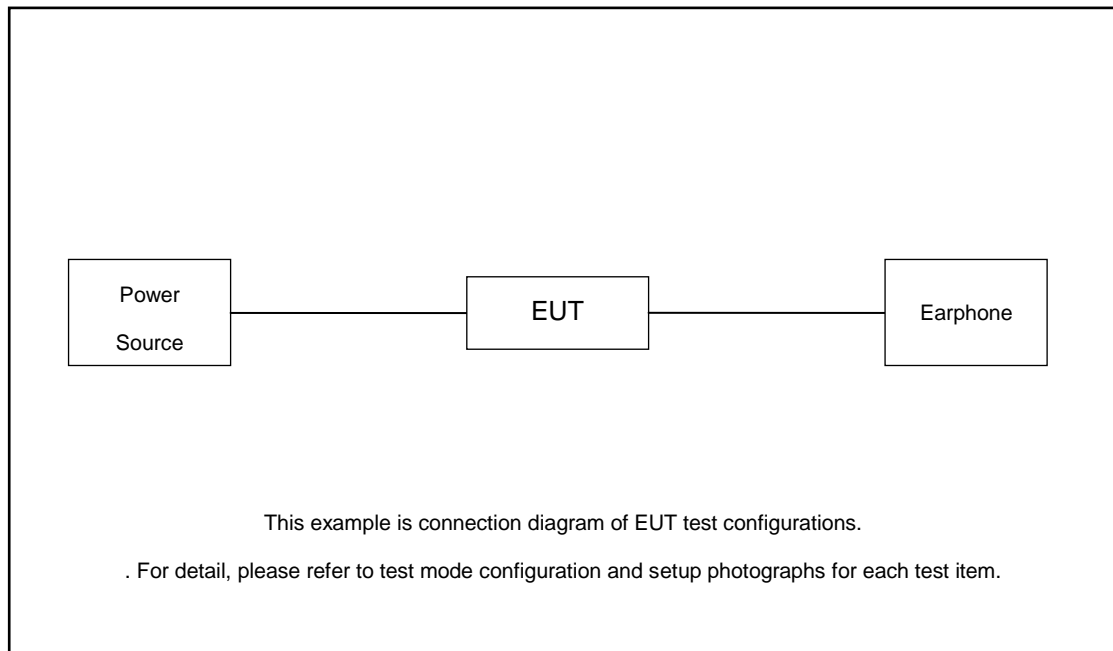 Power
Source
EUT
Earphone
This example is connection diagram of EUT test configurations.
. For detail, please refer to test mode configuration and setup photographs for each test item.